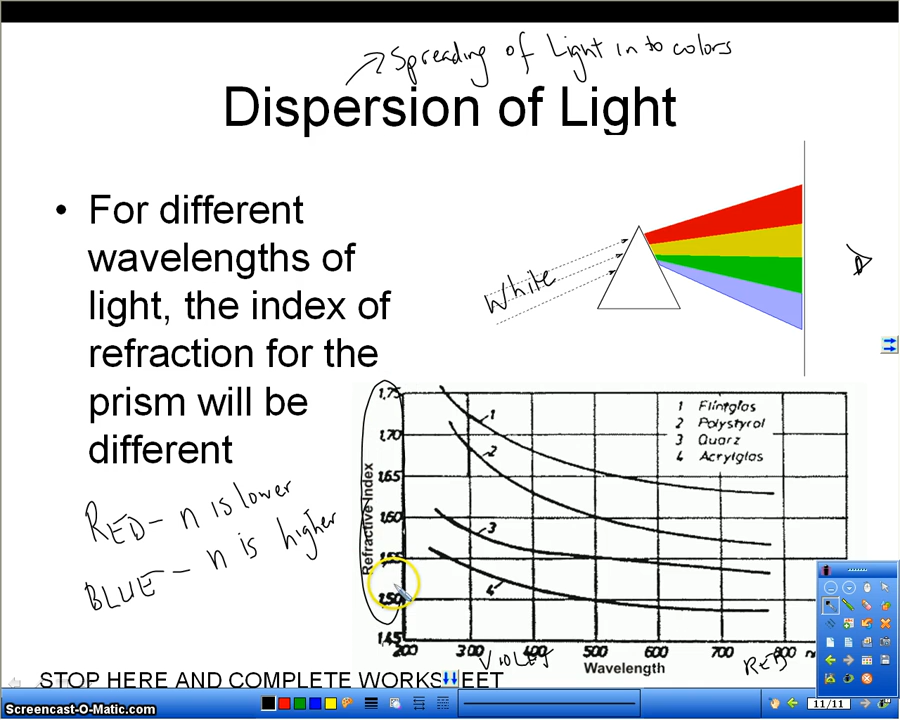 Spreading of Light in to colors
Dispersion of Light
• For different
wavelengths of
light, the index of
refraction for the
prism will be
different
White
RED - n is lower
BLUE - n is higher
Refractive Index
1,75
1,70
1,65
1,60
1,50
1,45
1 Flintglas
2 Polystyrol
3 Quarz
4 Acrylglas
1
2
3
4
200 300 400 500 600 700 800
VIOLET
Wavelength
RED
STOP HERE AND COMPLETE WORKSHEET
Screencast-O-Matic.com
11/11